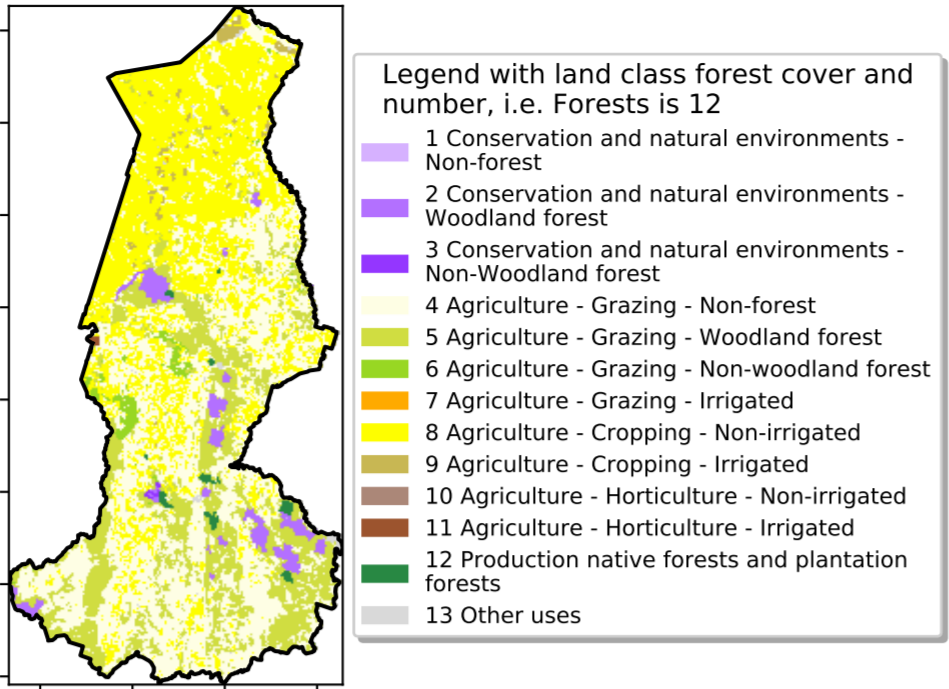 Legend with land class forest cover and
number, i.e. Forests is 12
1 Conservation and natural environments -
Non-forest
2 Conservation and natural environments -
Woodland forest
3 Conservation and natural environments -
Non-Woodland forest
4 Agriculture - Grazing - Non-forest
5 Agriculture - Grazing - Woodland forest
6 Agriculture - Grazing - Non-woodland forest
7 Agriculture - Grazing - Irrigated
8 Agriculture - Cropping - Non-irrigated
9 Agriculture - Cropping - Irrigated
10 Agriculture - Horticulture - Non-irrigated
11 Agriculture - Horticulture - Irrigated
12 Production native forests and plantation
forests
13 Other uses